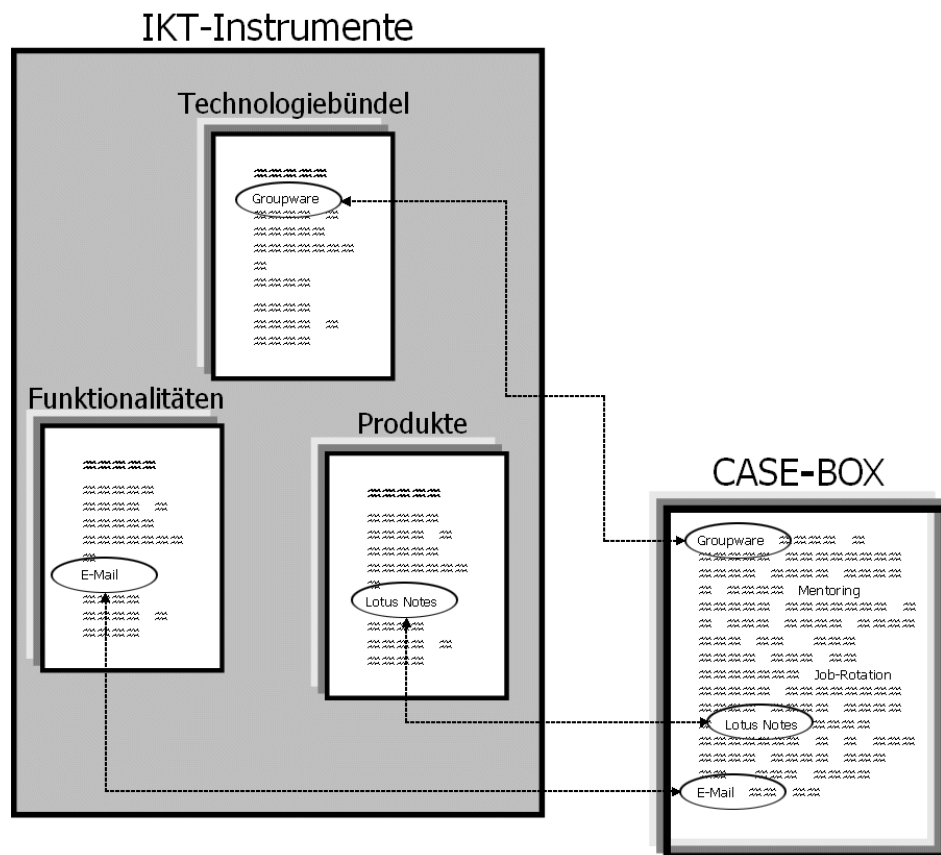 IKT-Instrumente
Technologiebündel
Groupware
Funktionalitäten
E-Mail
Produkte
Lotus Notes
CASE-BOX
Groupware
Mentoring
Job-Rotation
Lotus Notes
E-Mail